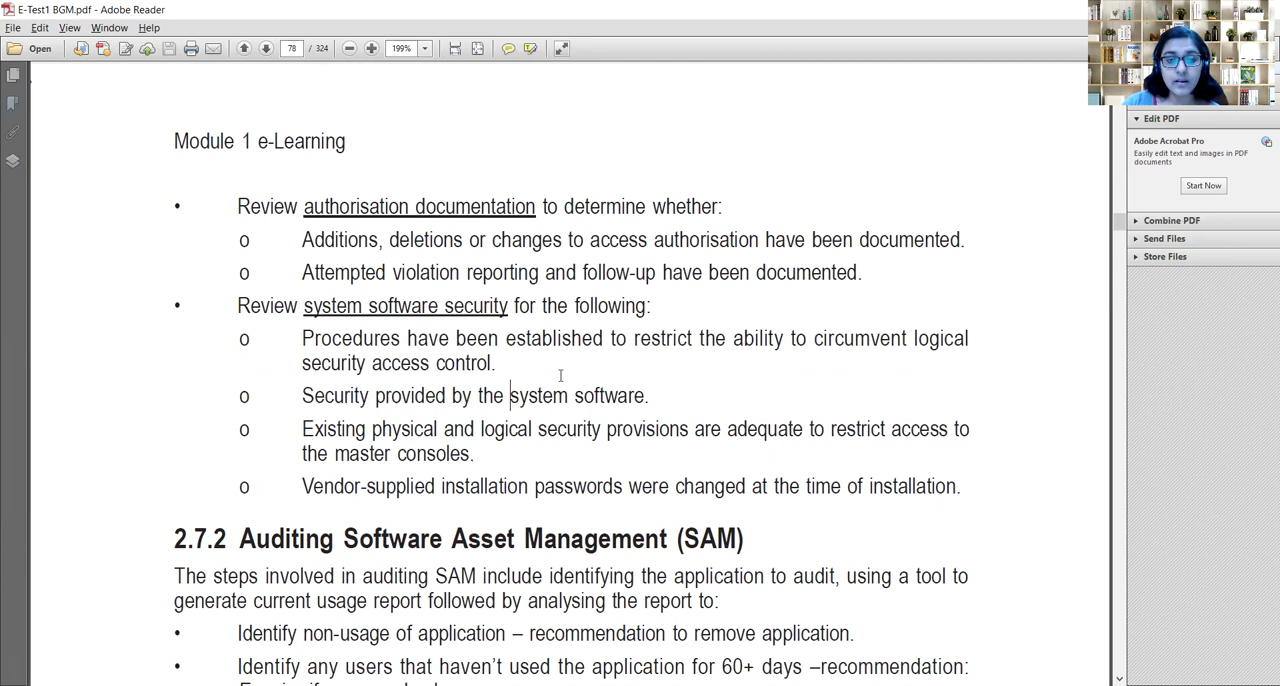 E-Test1 BGM.pdf - Adobe Reader
File Edit View Window Help
Open 78 / 324 199%
Edit PDF
Adobe Acrobat Pro
Easily edit text and images in PDF
documents
Start Now
Combine PDF
Send Files
Store Files
Module 1 e-Learning
• Review authorisation documentation to determine whether:
o Additions, deletions or changes to access authorisation have been documented.
o Attempted violation reporting and follow-up have been documented.
• Review system software security for the following:
o Procedures have been established to restrict the ability to circumvent logical
security access control.
o Security provided by the system software.
o Existing physical and logical security provisions are adequate to restrict access to
the master consoles.
o Vendor-supplied installation passwords were changed at the time of installation.
2.7.2 Auditing Software Asset Management (SAM)
The steps involved in auditing SAM include identifying the application to audit, using a tool to
generate current usage report followed by analysing the report to:
• Identify non-usage of application – recommendation to remove application.
• Identify any users that haven't used the application for 60+ days –recommendation: